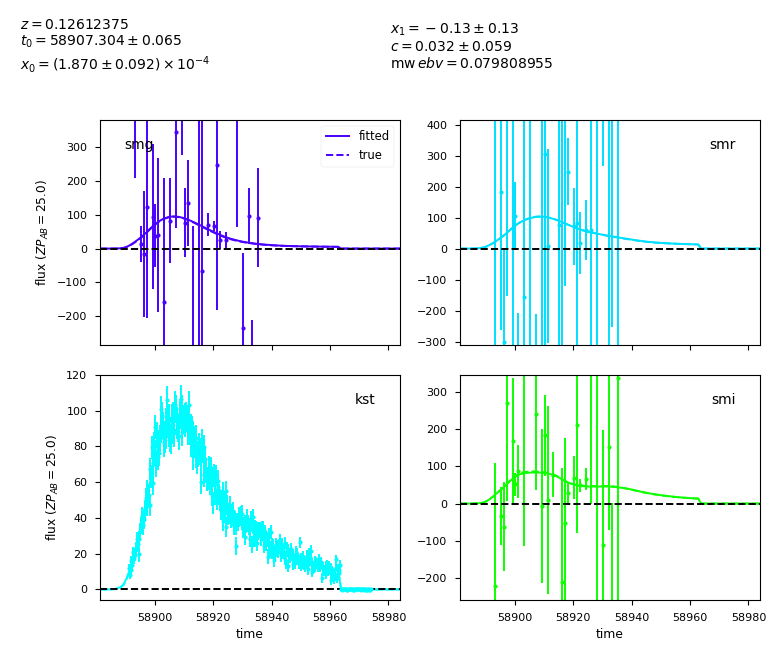 z = 0.12612375
t₀ = 58907.304 ± 0.065
x₀ = (1.870 ± 0.092) × 10⁻⁴
x₁ = −0.13 ± 0.13
c = 0.032 ± 0.059
mw ebv = 0.079808955
smg
fitted
true
300
200
100
0
−100
−200
flux (ZP_AB = 25.0)
smr
400
300
200
100
0
−100
−200
−300
kst
120
100
80
60
40
20
0
flux (ZP_AB = 25.0)
58900 58920 58940 58960 58980
time
smi
300
200
100
0
−100
−200
58900 58920 58940 58960 58980
time